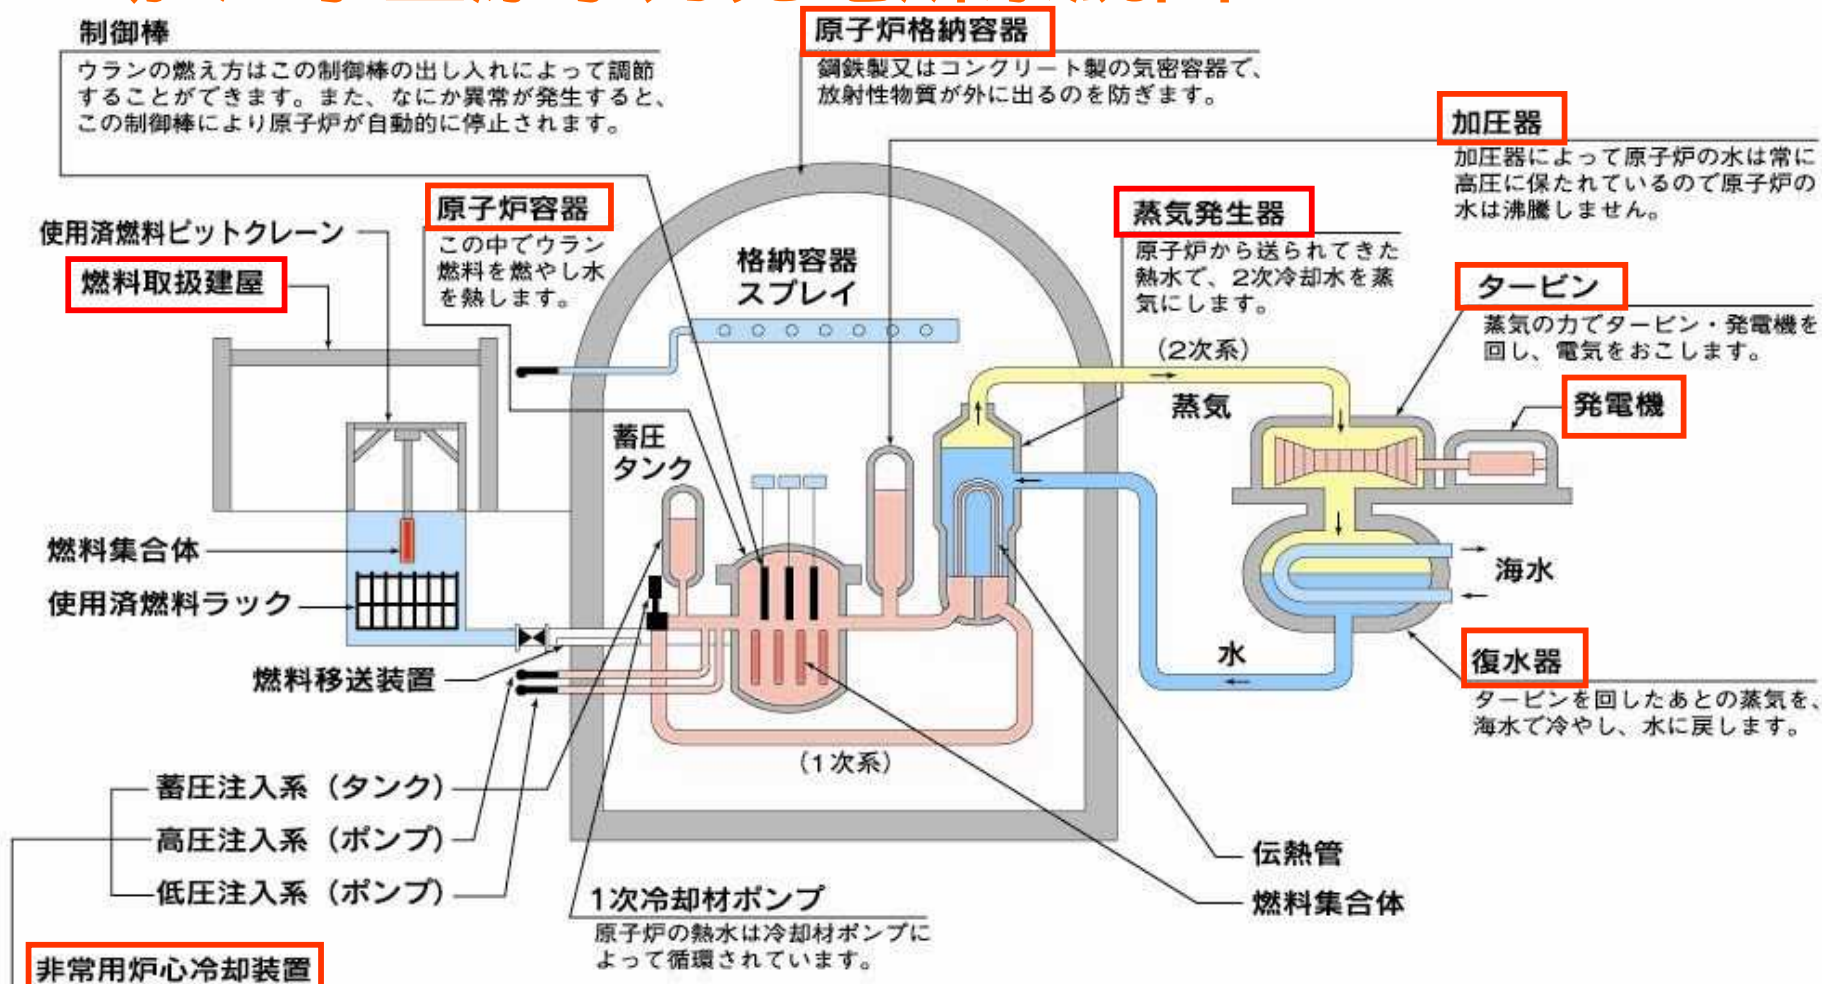 制御棒
ウランの燃え方はこの制御棒の出し入れによって調節
することができます。また、なにか異常が発生すると、
この制御棒により原子炉が自動的に停止されます。
原子炉格納容器
鋼鉄製又はコンクリート製の気密容器で、
放射性物質が外に出るのを防ぎます。
加圧器
加圧器によって原子炉の水は常に
高圧に保たれているので原子炉の
水は沸騰しません。
原子炉容器
この中でウラン
燃料を燃やし水
を熱します。
蒸気発生器
原子炉から送られてきた
熱水で、2次冷却水を蒸
気にします。
使用済燃料ピットクレーン
燃料取扱建屋
格納容器
スプレイ
タービン
蒸気の力でタービン・発電機を
回し、電気をおこします。
(2次系)
蒸気
発電機
蓄圧
タンク
燃料集合体
使用済燃料ラック
海水
燃料移送装置
水
復水器
タービンを回したあとの蒸気を、
海水で冷やし、水に戻します。
(1次系)
蓄圧注入系(タンク)
高圧注入系(ポンプ)
低圧注入系(ポンプ)
伝熱管
燃料集合体
1次冷却材ポンプ
原子炉の熱水は冷却材ポンプに
よって循環されています。
非常用炉心冷却装置